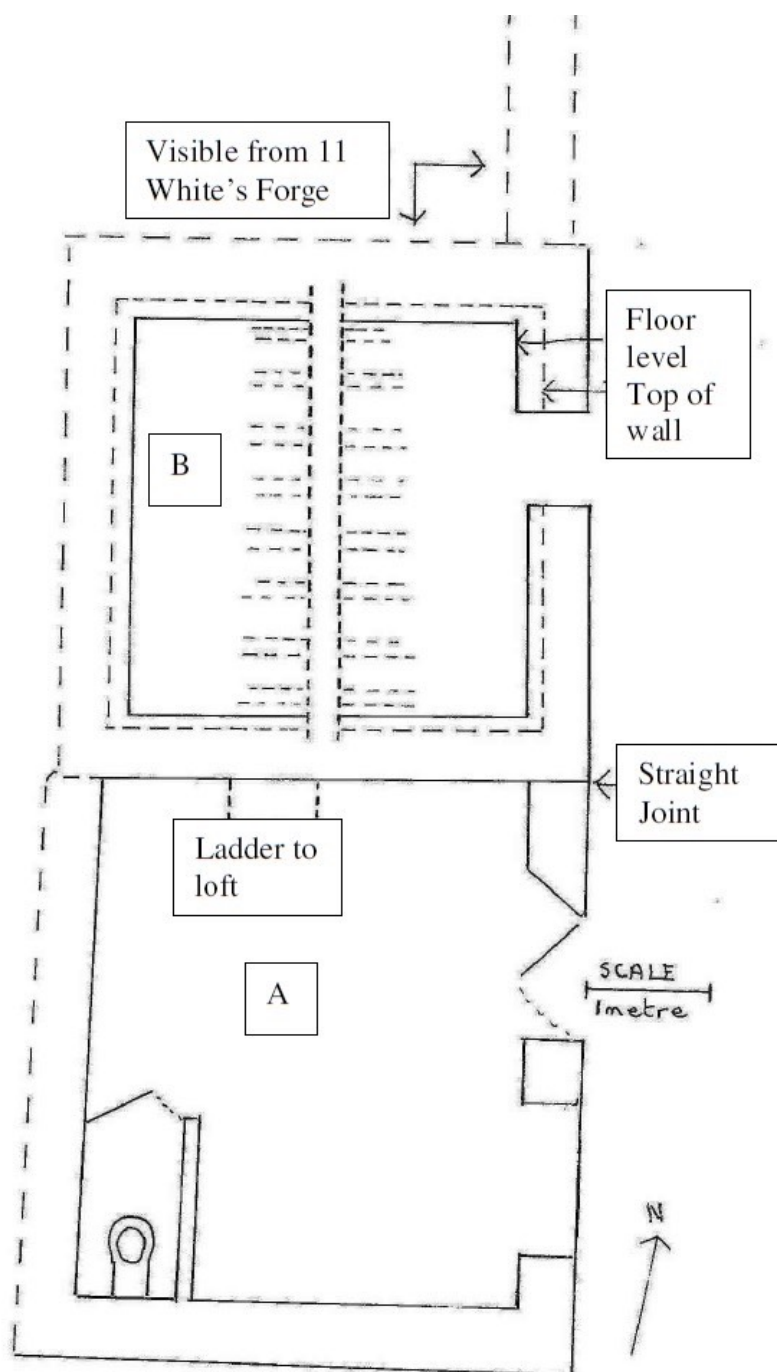 Visible from 11
White's Forge
Floor
level
Top of
wall
B
Straight
Joint
Ladder to
loft
A
SCALE
1metre
N